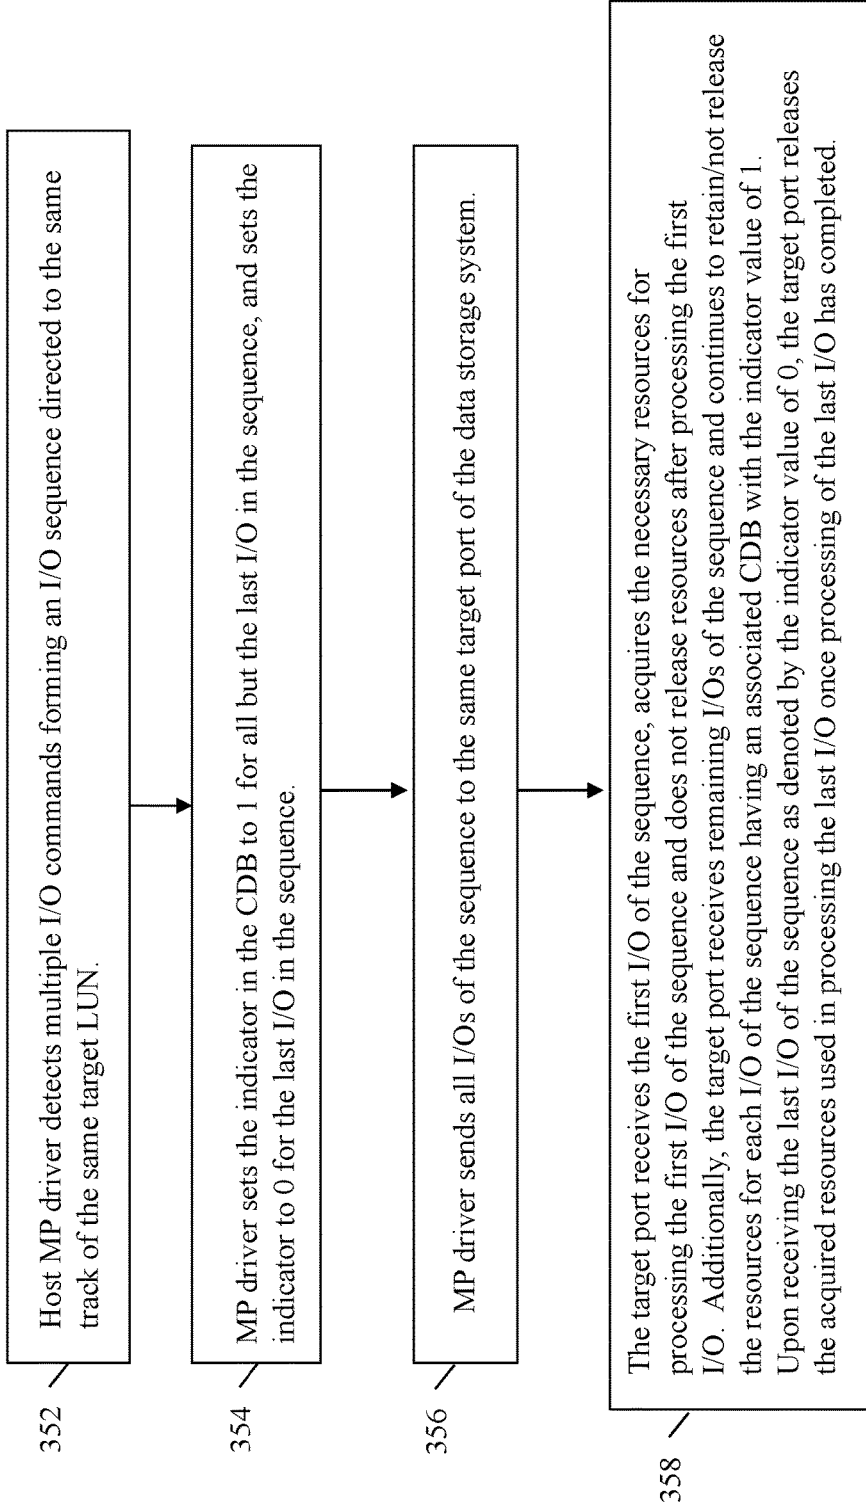 352
Host MP driver detects multiple I/O commands forming an I/O sequence directed to the same
track of the same target LUN.
354
MP driver sets the indicator in the CDB to 1 for all but the last I/O in the sequence, and sets the
indicator to 0 for the last I/O in the sequence.
356
MP driver sends all I/Os of the sequence to the same target port of the data storage system.
358
The target port receives the first I/O of the sequence, acquires the necessary resources for
processing the first I/O of the sequence and does not release resources after processing the first
I/O. Additionally, the target port receives remaining I/Os of the sequence and continues to retain/not release
the resources for each I/O of the sequence having an associated CDB with the indicator value of 1.
Upon receiving the last I/O of the sequence as denoted by the indicator value of 0, the target port releases
the acquired resources used in processing the last I/O once processing of the last I/O has completed.